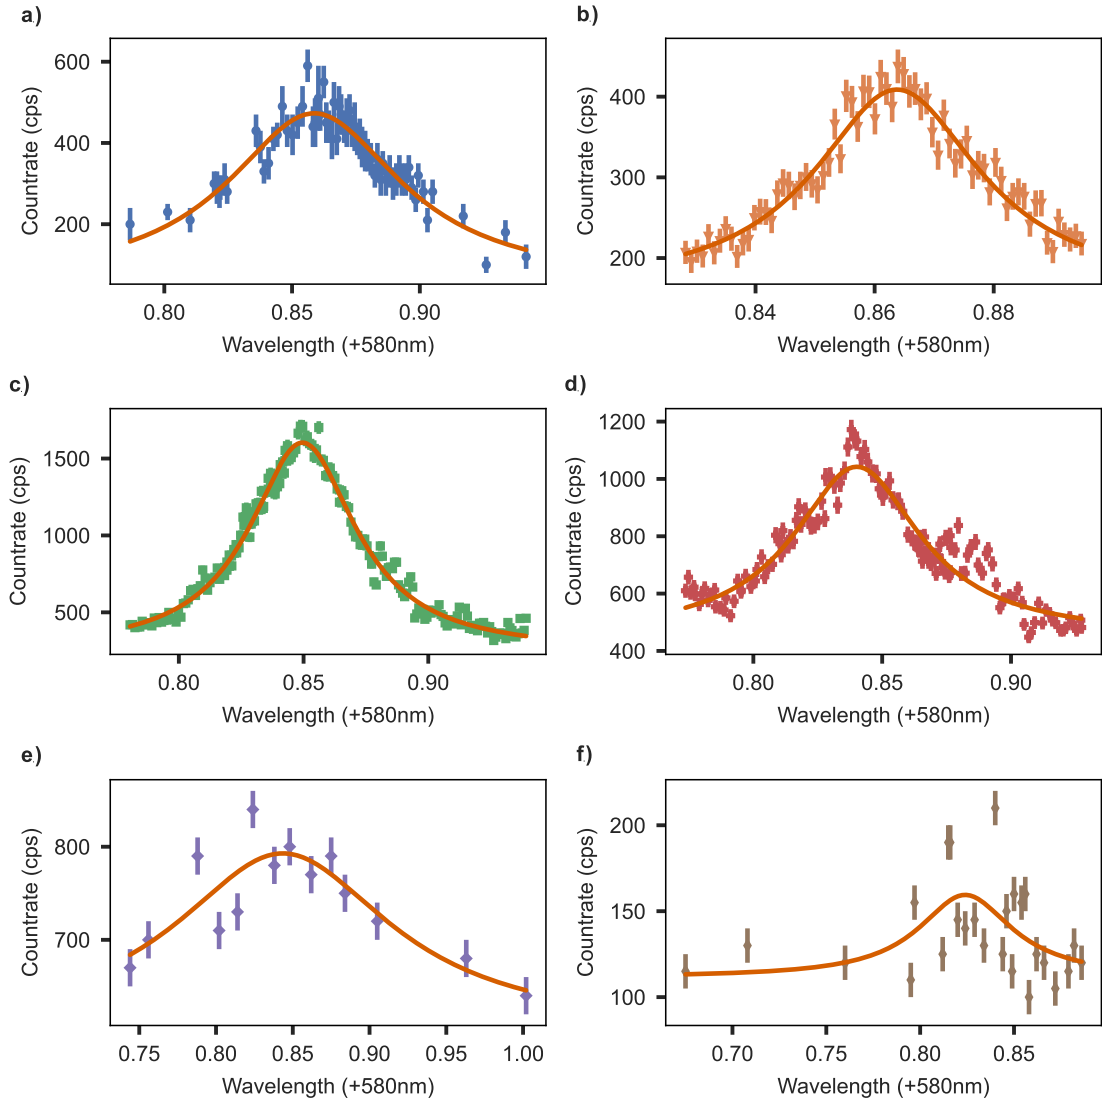 a)
b)
Countrate (cps)
600
400
200
0.80 0.85 0.90
Wavelength (+580nm)
Countrate (cps)
400
300
200
0.84 0.86 0.88
Wavelength (+580nm)
c)
d)
Countrate (cps)
1500
1000
500
0.80 0.85 0.90
Wavelength (+580nm)
Countrate (cps)
1200
1000
800
600
400
0.80 0.85 0.90
Wavelength (+580nm)
e)
f)
Countrate (cps)
800
700
0.75 0.80 0.85 0.90 0.95 1.00
Wavelength (+580nm)
Countrate (cps)
200
150
100
0.70 0.75 0.80 0.85
Wavelength (+580nm)